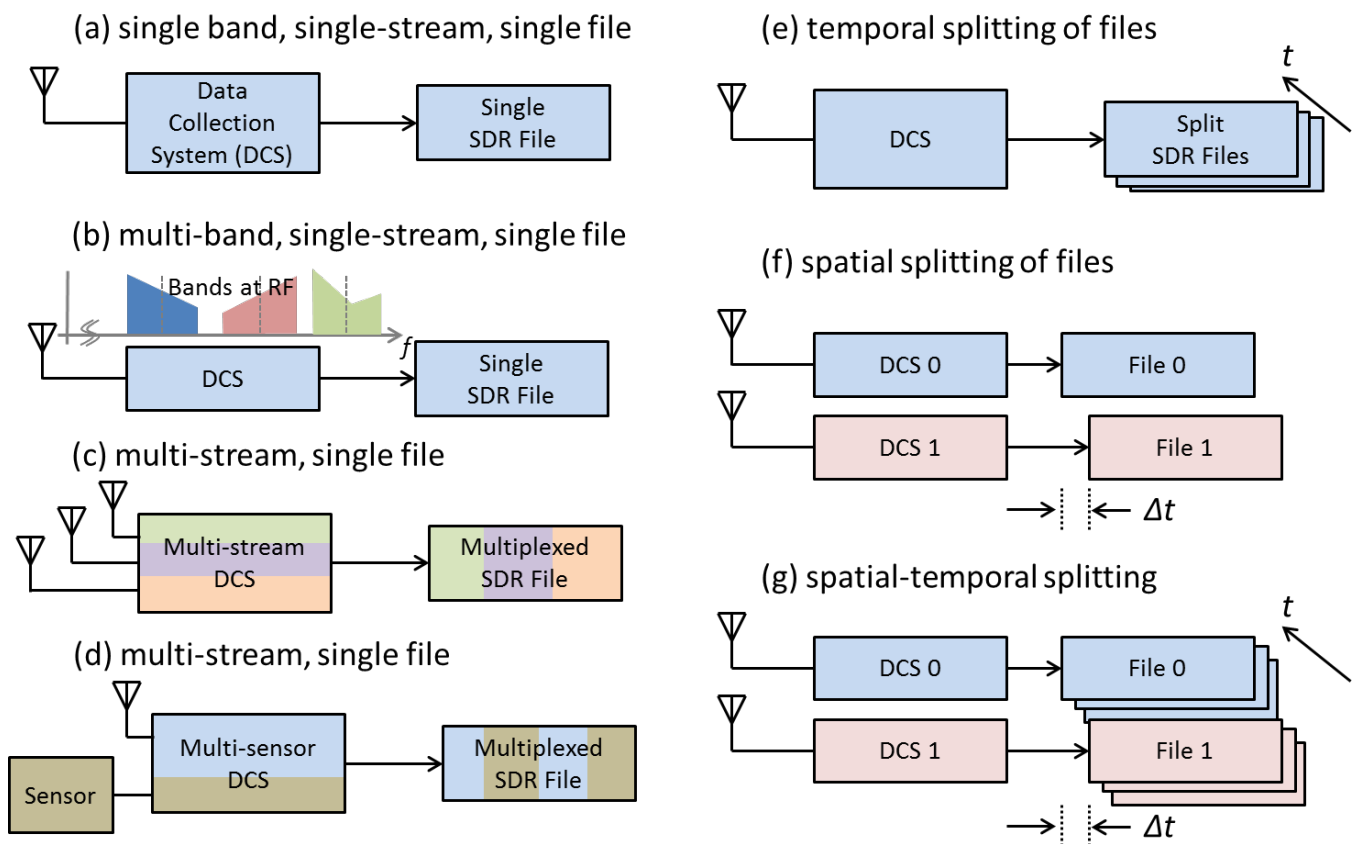 (a) single band, single-stream, single file
Data
Collection
System (DCS)
Single
SDR File
(b) multi-band, single-stream, single file
Bands at RF
f
DCS
Single
SDR File
(c) multi-stream, single file
Multi-stream
DCS
Multiplexed
SDR File
(d) multi-stream, single file
Multi-sensor
DCS
Sensor
Multiplexed
SDR File
(e) temporal splitting of files
t
DCS
Split
SDR Files
(f) spatial splitting of files
DCS 0
File 0
DCS 1
File 1
Δt
(g) spatial-temporal splitting
t
DCS 0
File 0
DCS 1
File 1
Δt